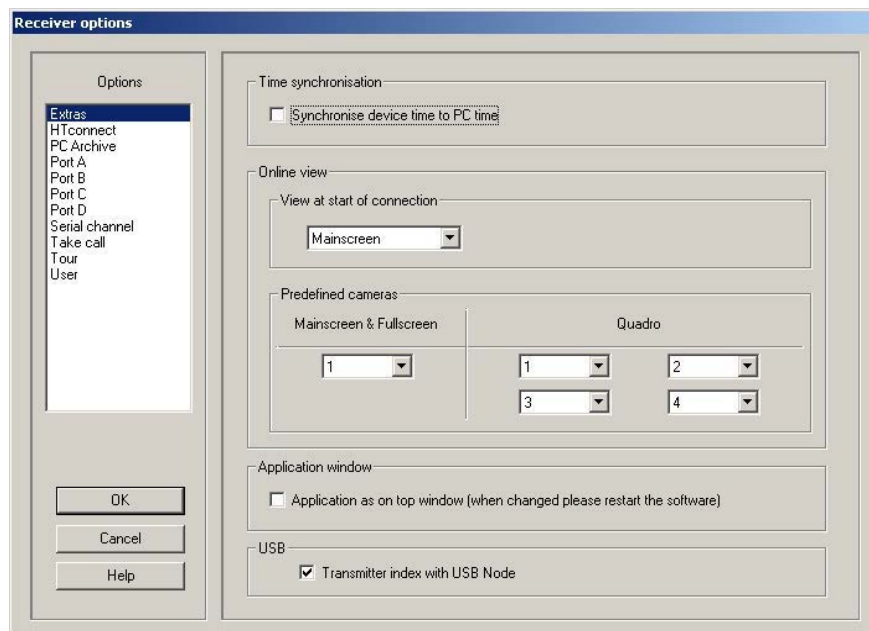 Receiver options
Options
Extras
HTconnect
PC Archive
Port A
Port B
Port C
Port D
Serial channel
Take call
Tour
User
OK
Cancel
Help
Time synchronisation
Synchronise device time to PC time
Online view
View at start of connection
Mainscreen
Predefined cameras
Mainscreen & Fullscreen Quadro
1 1 2
3 4
Application window
Application as on top window (when changed please restart the software)
USB
Transmitter index with USB Node